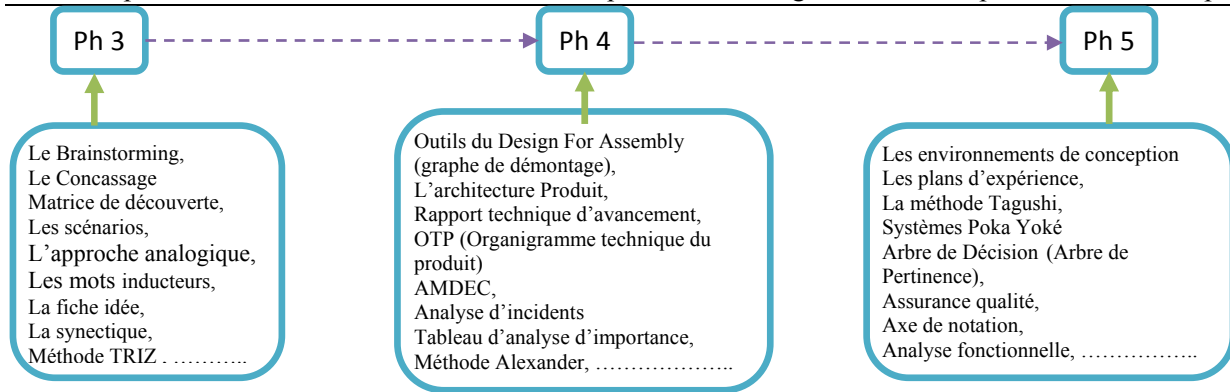 Ph 3
Ph 4
Ph 5
Le Brainstorming,
Le Concassage
Matrice de découverte,
Les scénarios,
L’approche analogique,
Les mots inducteurs,
La fiche idée,
La synectique,
Méthode TRIZ . ………..
Outils du Design For Assembly
(graphe de démontage),
L’architecture Produit,
Rapport technique d’avancement,
OTP (Organigramme technique du
produit)
AMDEC,
Analyse d’incidents
Tableau d’analyse d’importance,
Méthode Alexander, …………………..
Les environnements de conception
Les plans d’expérience,
La méthode Tagushi,
Systèmes Poka Yoké
Arbre de Décision (Arbre de
Pertinence),
Assurance qualité,
Axe de notation,
Analyse fonctionnelle, ……………..